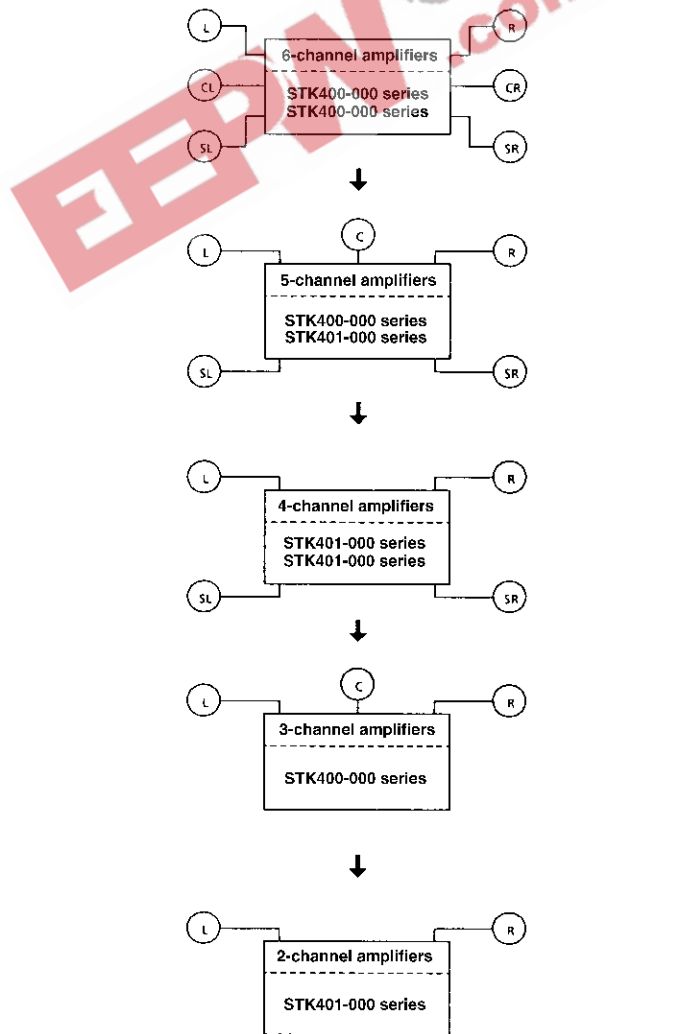 L
R
6-channel amplifiers
CL
STK400-000 series
CR
STK400-000 series
SL
SR
C
L
R
5-channel amplifiers
STK400-000 series
STK401-000 series
SL
SR
L
R
4-channel amplifiers
STK401-000 series
STK401-000 series
SL
SR
C
L
R
3-channel amplifiers
STK400-000 series
L
R
2-channel amplifiers
STK401-000 series
EEPW
.com